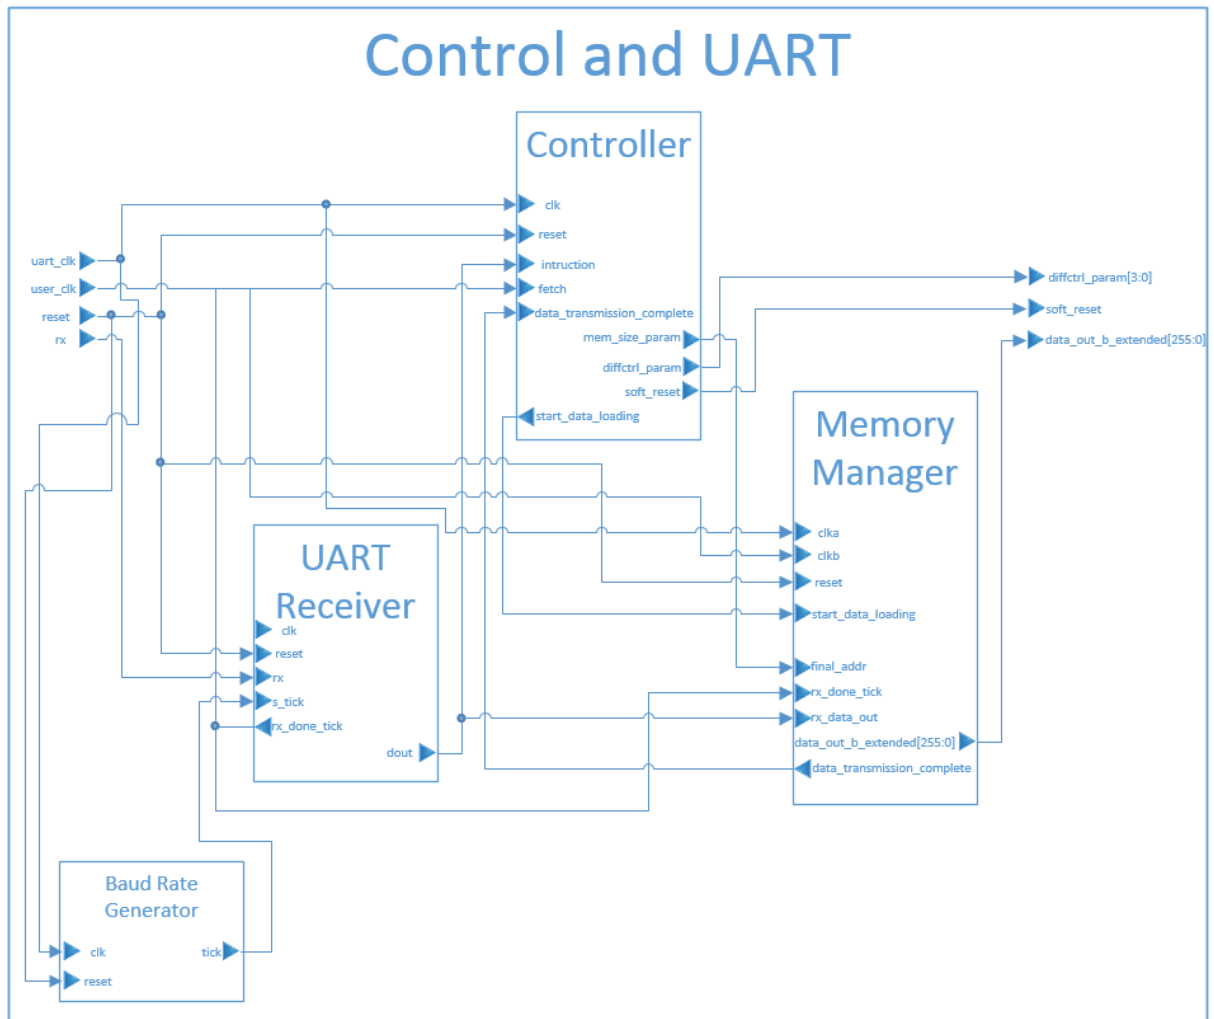 Control and UART
Controller
clk
reset
intruction
fetch
data_transmission_complete
mem_size_param
diffctrl_param
soft_reset
start_data_loading
uart_clk
user_clk
reset
rx
diffctrl_param[3:0]
soft_reset
data_out_b_extended[255:0]
Memory
Manager
clka
clkb
reset
start_data_loading
final_addr
rx_done_tick
rx_data_out
data_out_b_extended[255:0]
data_transmission_complete
UART
Receiver
clk
reset
rx
s_tick
rx_done_tick
dout
Baud Rate
Generator
clk
tick
reset